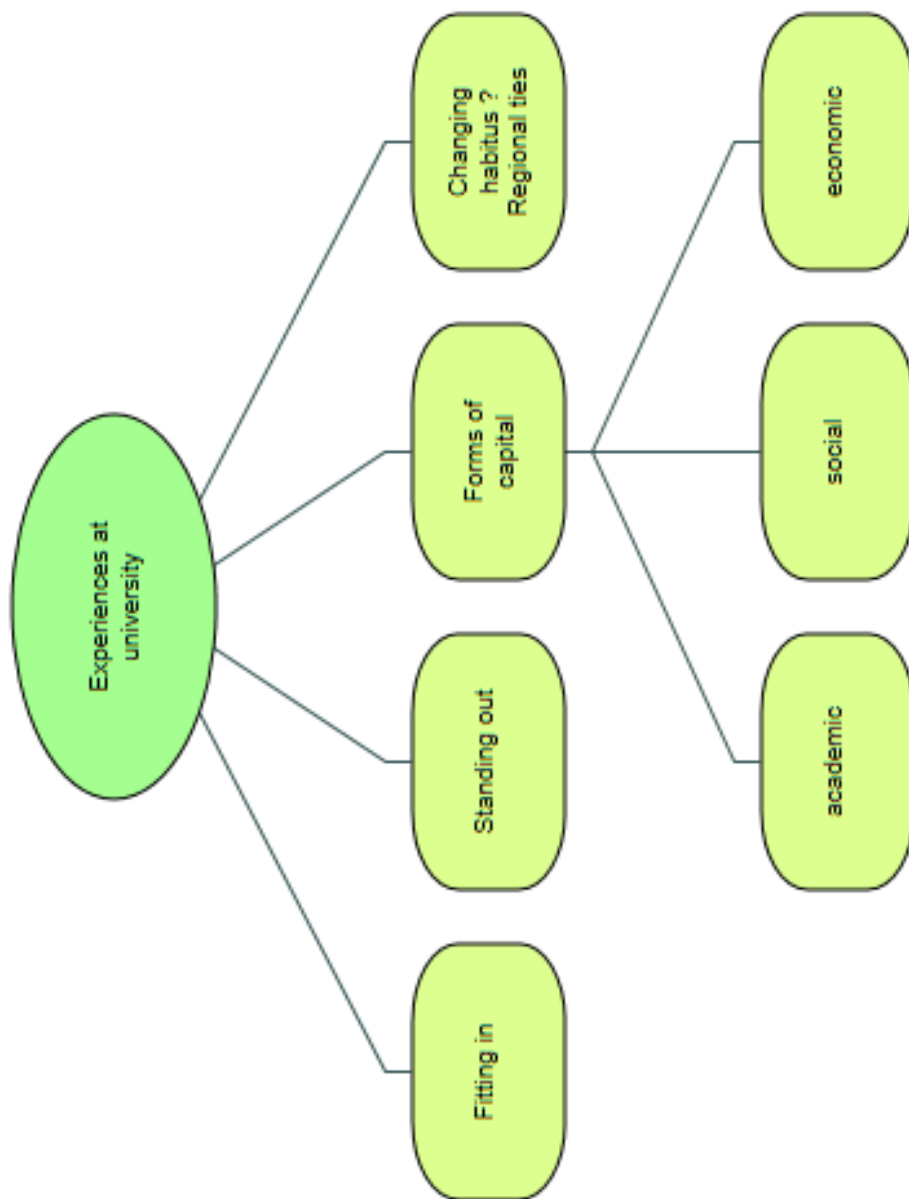 Experiences at
university
Fitting in
Standing out
Forms of
capital
Changing
habitus ?
Regional ties
academic
social
economic